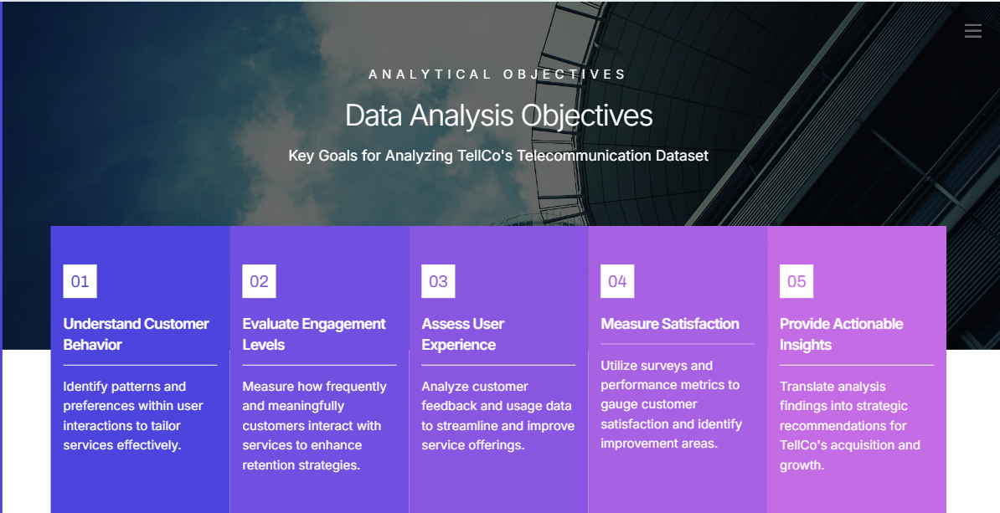 ANALYTICAL OBJECTIVES
Data Analysis Objectives
Key Goals for Analyzing TellCo's Telecommunication Dataset
01
Understand Customer
Behavior
Identify patterns and
preferences within user
interactions to tailor
services effectively.
02
Evaluate Engagement
Levels
Measure how frequently
and meaningfully
customers interact with
services to enhance
retention strategies.
03
Assess User
Experience
Analyze customer
feedback and usage data
to streamline and improve
service offerings.
04
Measure Satisfaction
Utilize surveys and
performance metrics to
gauge customer
satisfaction and identify
improvement areas.
05
Provide Actionable
Insights
Translate analysis
findings into strategic
recommendations for
TellCo's acquisition and
growth.